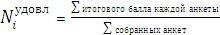 N_i^удовл = ∑ итогового балла каждой анкеты
∑ собранных анкет